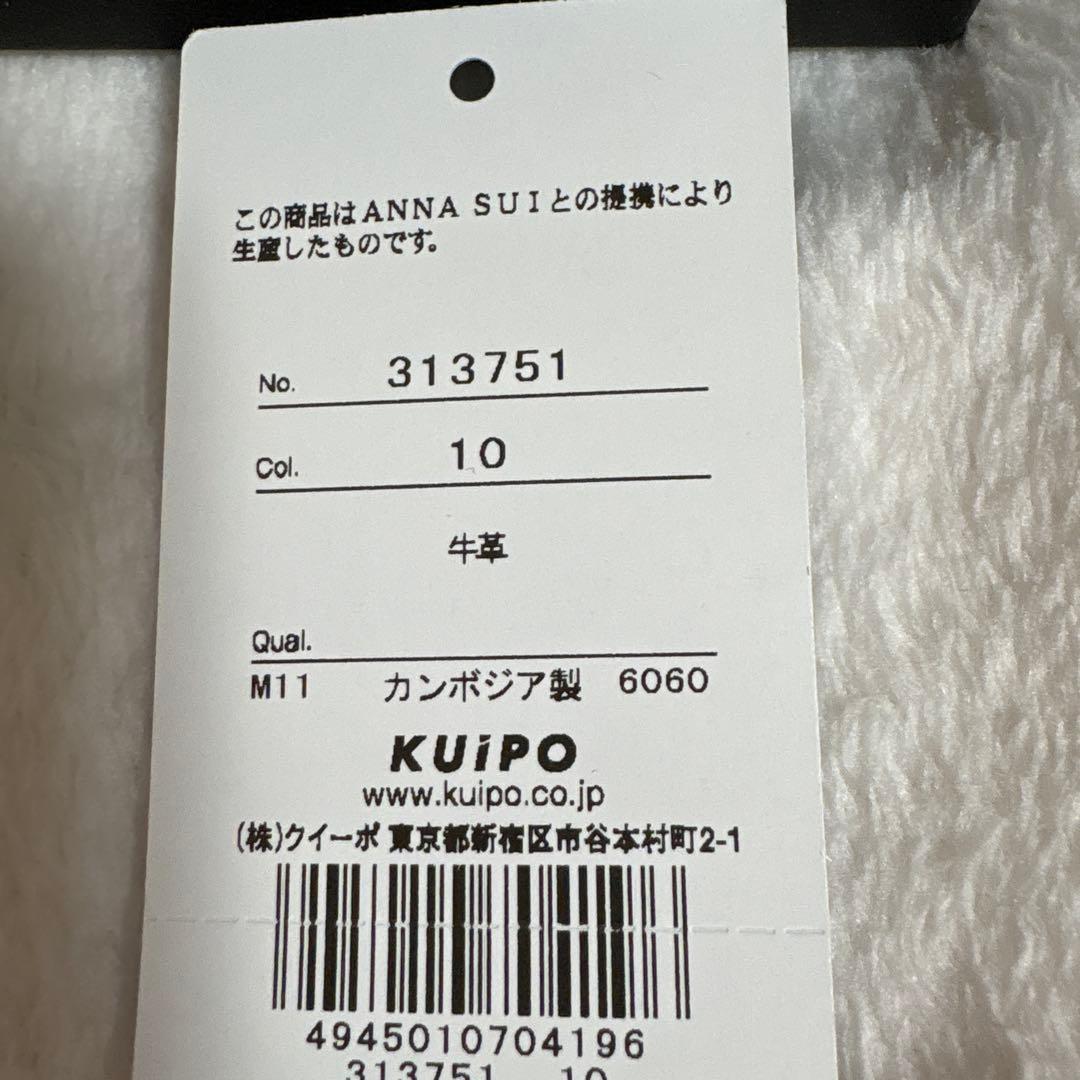 この商品はANNA SUIとの提携により
生産したものです。
No. 313751
Col. 10
牛革
Qual.
M11 カンボジア製 6060
KUiPO
www.kuipo.co.jp
(株)クイーポ 東京都新宿区市谷本村町2-1
4945010704196
313751 10